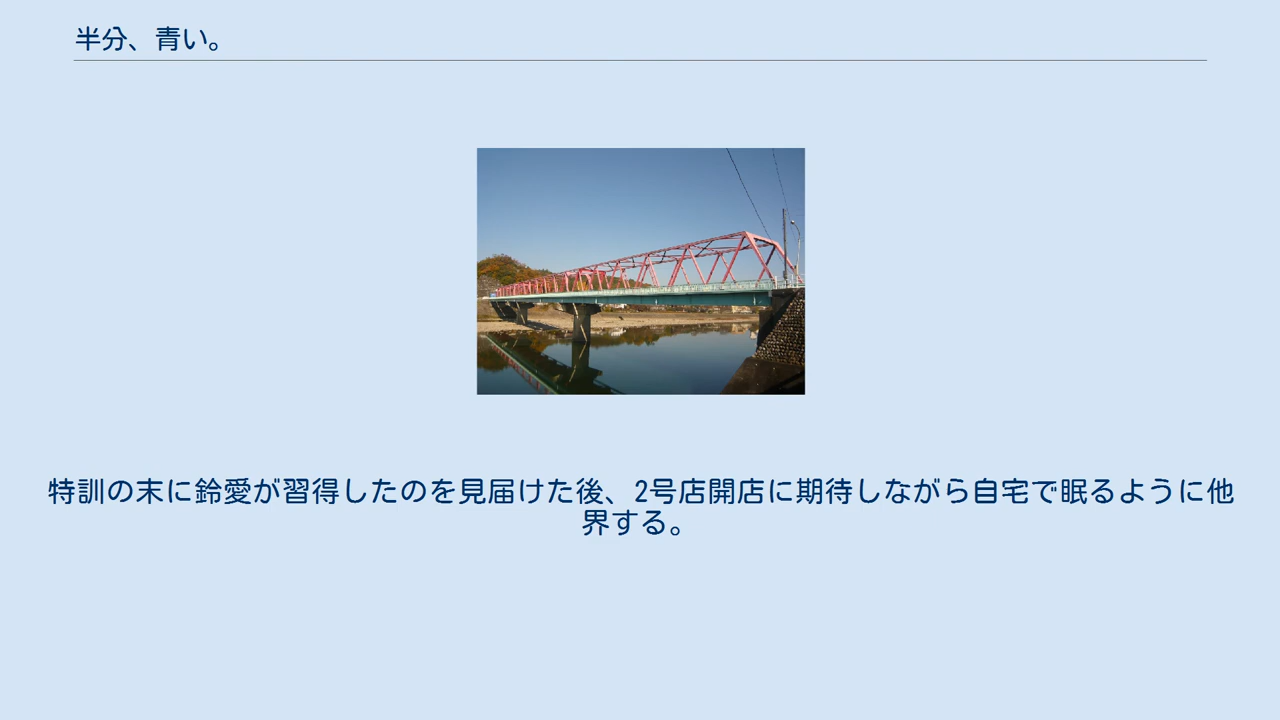 半分、青い。
特訓の末に鈴愛が習得したのを見届けた後、2号店開店に期待しながら自宅で眠るように他
界する。